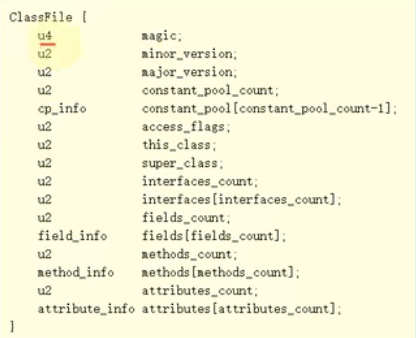 ClassFile {
u4 magic;
u2 minor_version;
u2 major_version;
u2 constant_pool_count;
cp_info constant_pool[constant_pool_count-1];
u2 access_flags;
u2 this_class;
u2 super_class;
u2 interfaces_count;
u2 interfaces[interfaces_count];
u2 fields_count;
field_info fields[fields_count];
u2 methods_count;
method_info methods[methods_count];
u2 attributes_count;
attribute_info attributes[attributes_count];
}